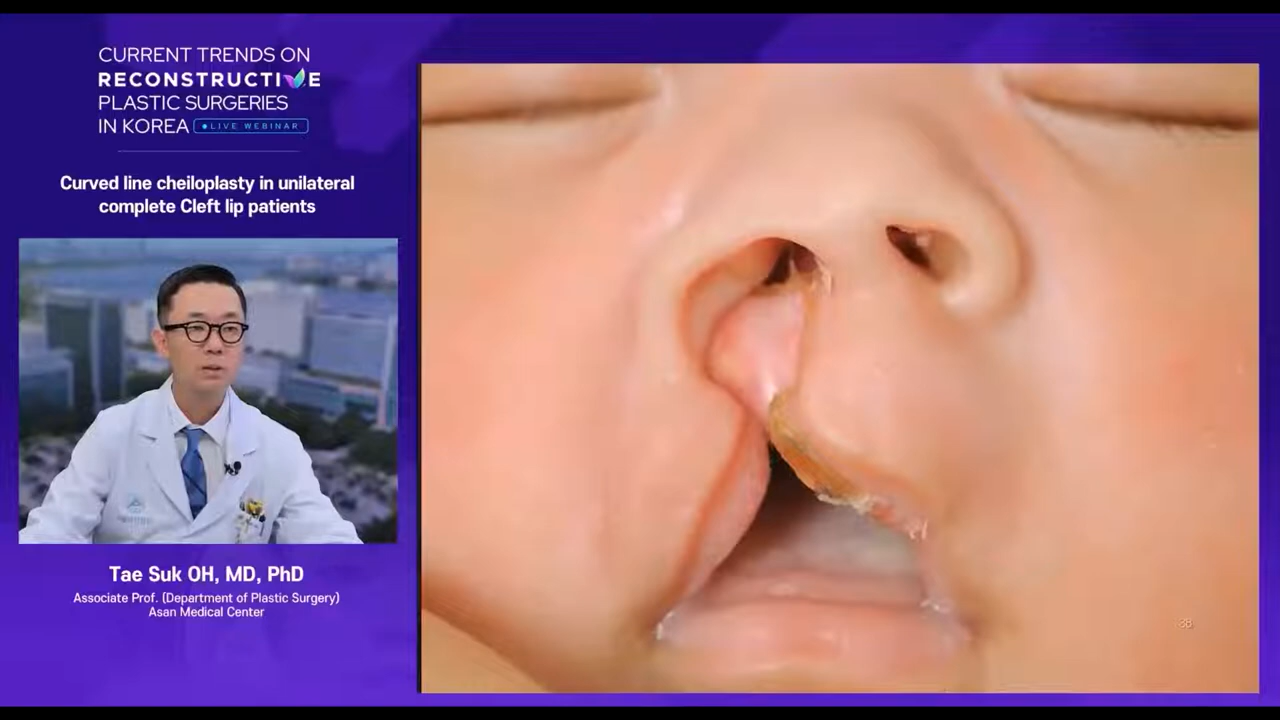 CURRENT TRENDS ON
RECONSTRUCTIVE
PLASTIC SURGERIES
IN KOREA LIVE WEBINAR
Curved line cheiloplasty in unilateral
complete Cleft lip patients
Tae Suk OH, MD, PhD
Associate Prof. (Department of Plastic Surgery)
Asan Medical Center